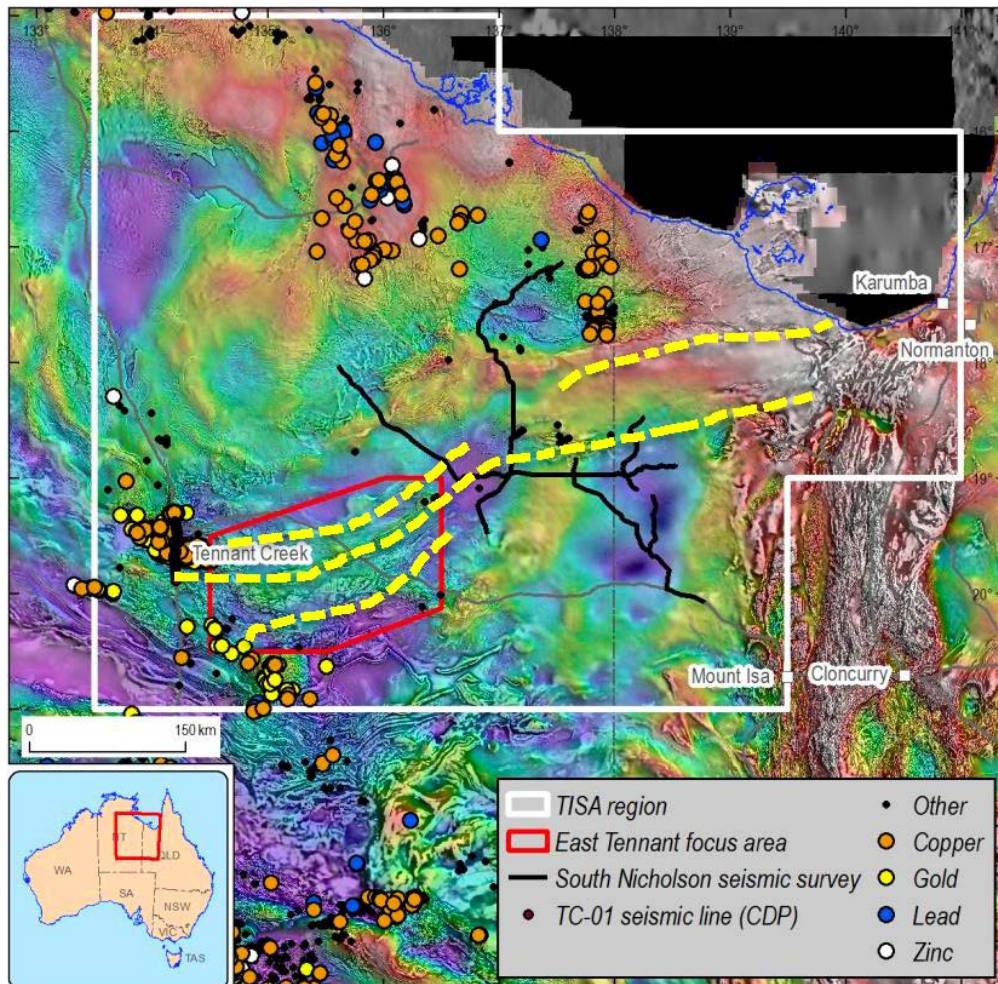 133° 134° 135° 136° 137° 138° 139° 140° 141°
16°
17°
Karumba
Normanton
18°
19°
Tennant Creek
20°
Mount Isa
Cloncurry
0 150 km
NT
WA
QLD
SA
NSW
VIC
TAS
TISA region
East Tennant focus area
South Nicholson seismic survey
TC-01 seismic line (CDP)
Other
Copper
Gold
Lead
Zinc